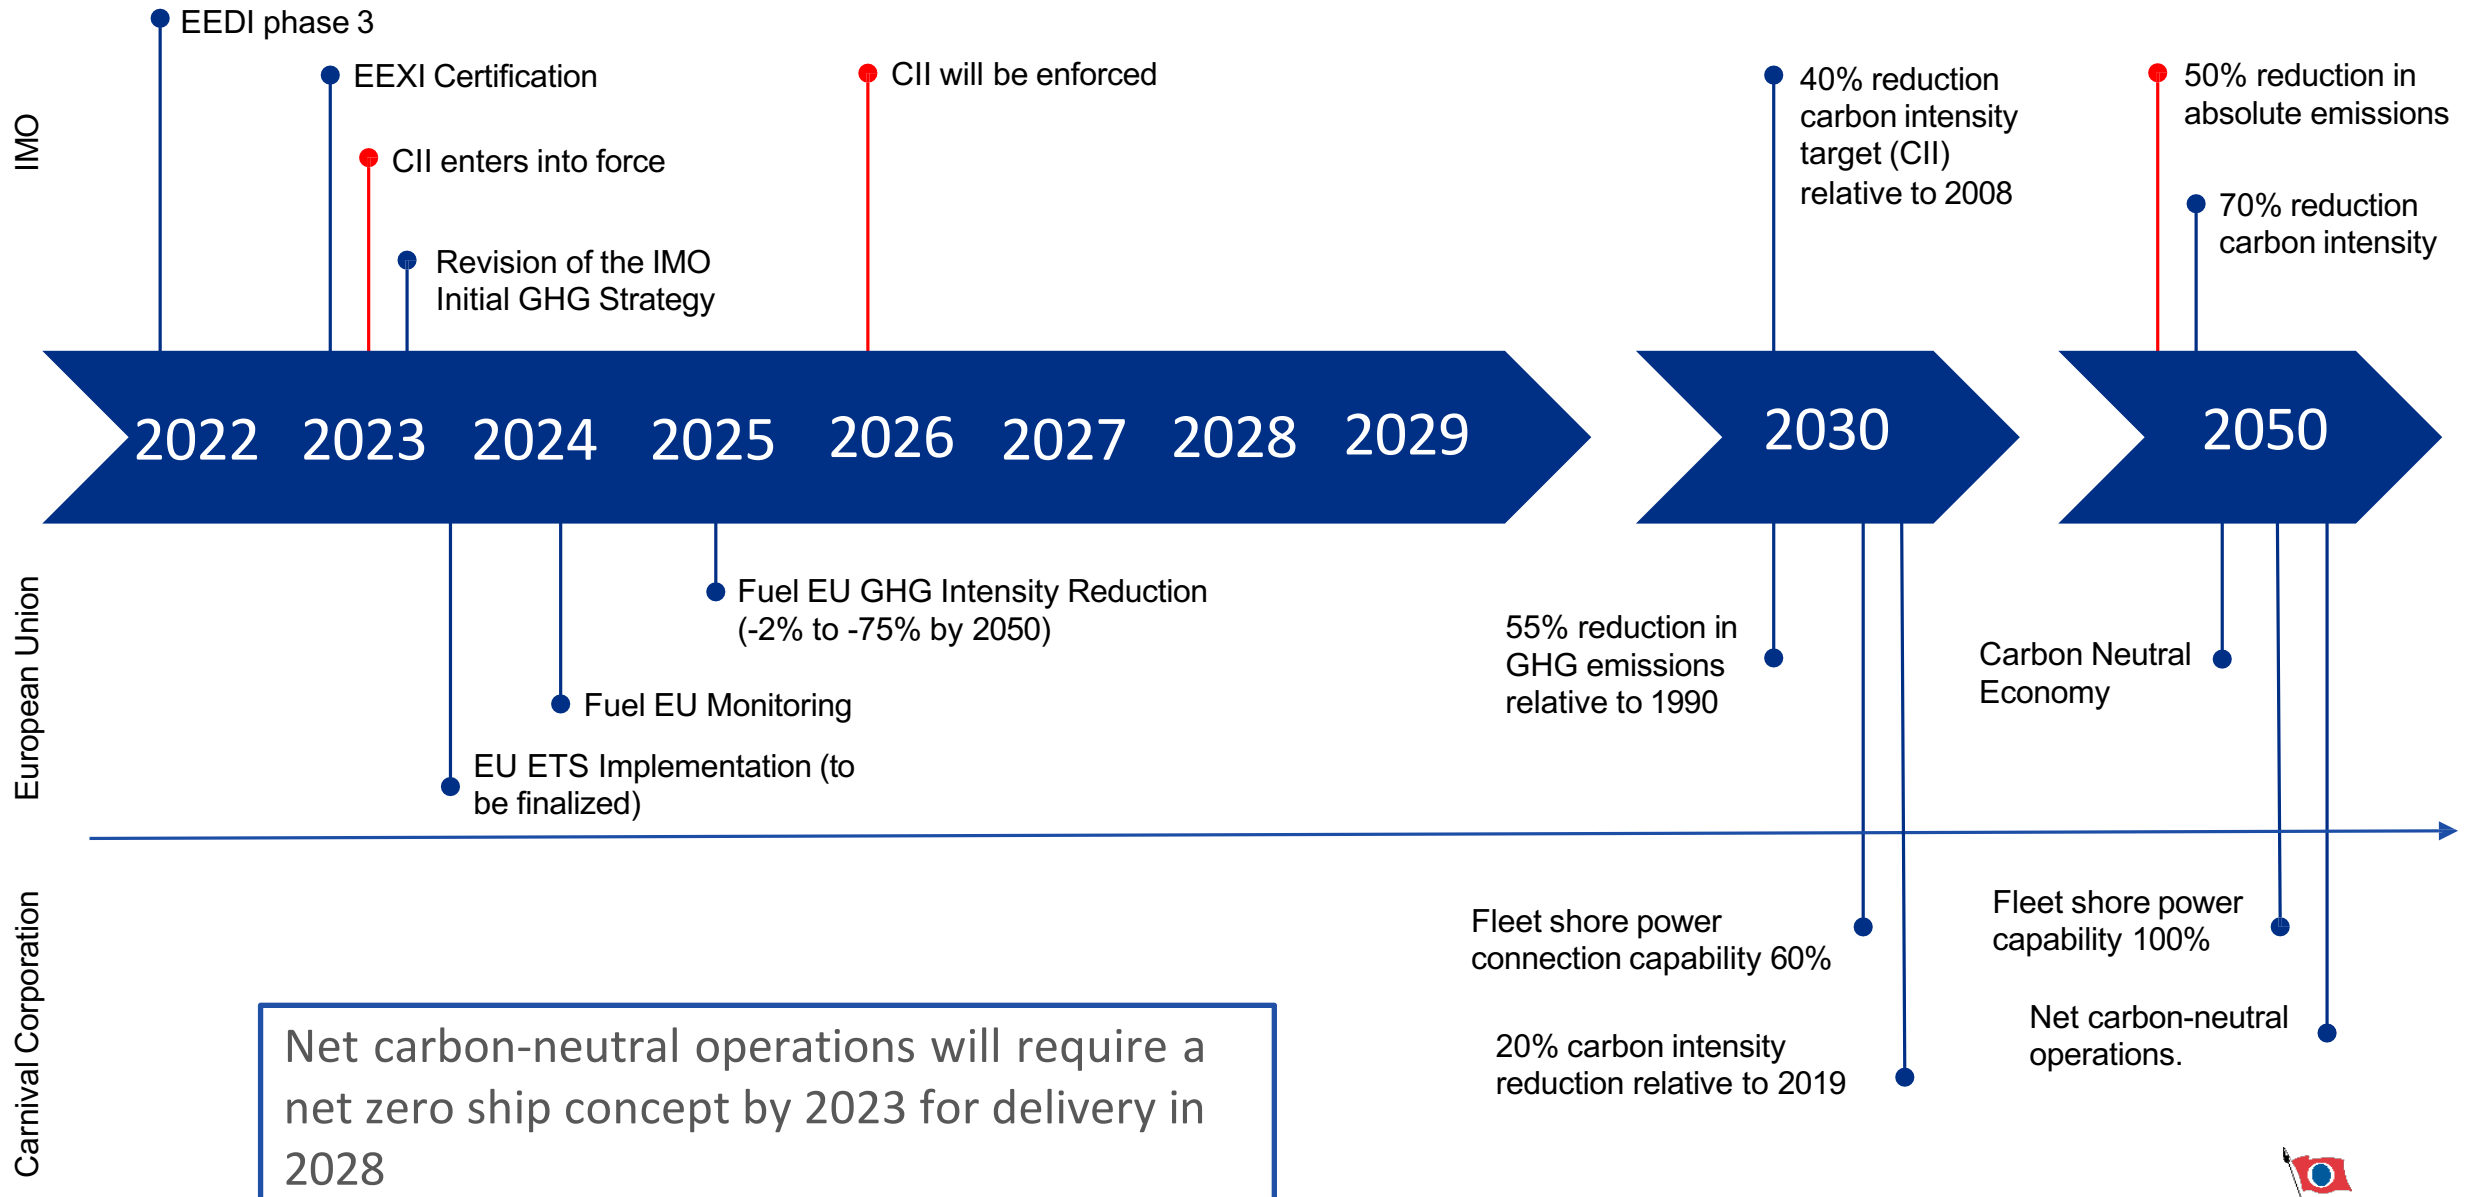 EEDI phase 3
EEXI Certification
CII enters into force
Revision of the IMO
Initial GHG Strategy
CII will be enforced
40% reduction
carbon intensity
target (CII)
relative to 2008
50% reduction in
absolute emissions
70% reduction
carbon intensity
IMO
2022 2023 2024 2025 2026 2027 2028 2029 2030 2050
European Union
Fuel EU GHG Intensity Reduction
(-2% to -75% by 2050)
Fuel EU Monitoring
EU ETS Implementation (to
be finalized)
55% reduction in
GHG emissions
relative to 1990
Carbon Neutral
Economy
Carnival Corporation
Fleet shore power
connection capability 60%
20% carbon intensity
reduction relative to 2019
Fleet shore power
capability 100%
Net carbon-neutral
operations.
Net carbon-neutral operations will require a
net zero ship concept by 2023 for delivery in
2028